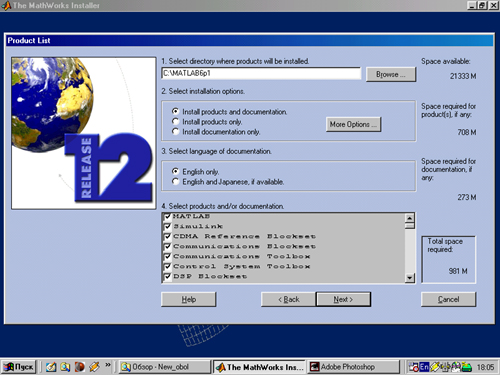 The MathWorks Installer
Product List
1. Select directory where products will be installed.
C:\MATLAB6p1
Browse ...
Space available:
21333 M
2. Select installation options.
Install products and documentation.
Install products only.
Install documentation only.
More Options ...
Space required for
product(s), if any:
708 M
3. Select language of documentation.
English only.
English and Japanese, if available.
Space required for
documentation, if
any:
273 M
RELEASE
12
4. Select products and/or documentation.
MATLAB
Simulink
CDMA Reference Blockset
Communications Blockset
Communications Toolbox
Control System Toolbox
DSP Blockset
Total space
required:
981 M
Help
< Back
Next >
Cancel
Пуск
Обзор - New_obol
The MathWorks Inst...
Adobe Photoshop
En
18:05